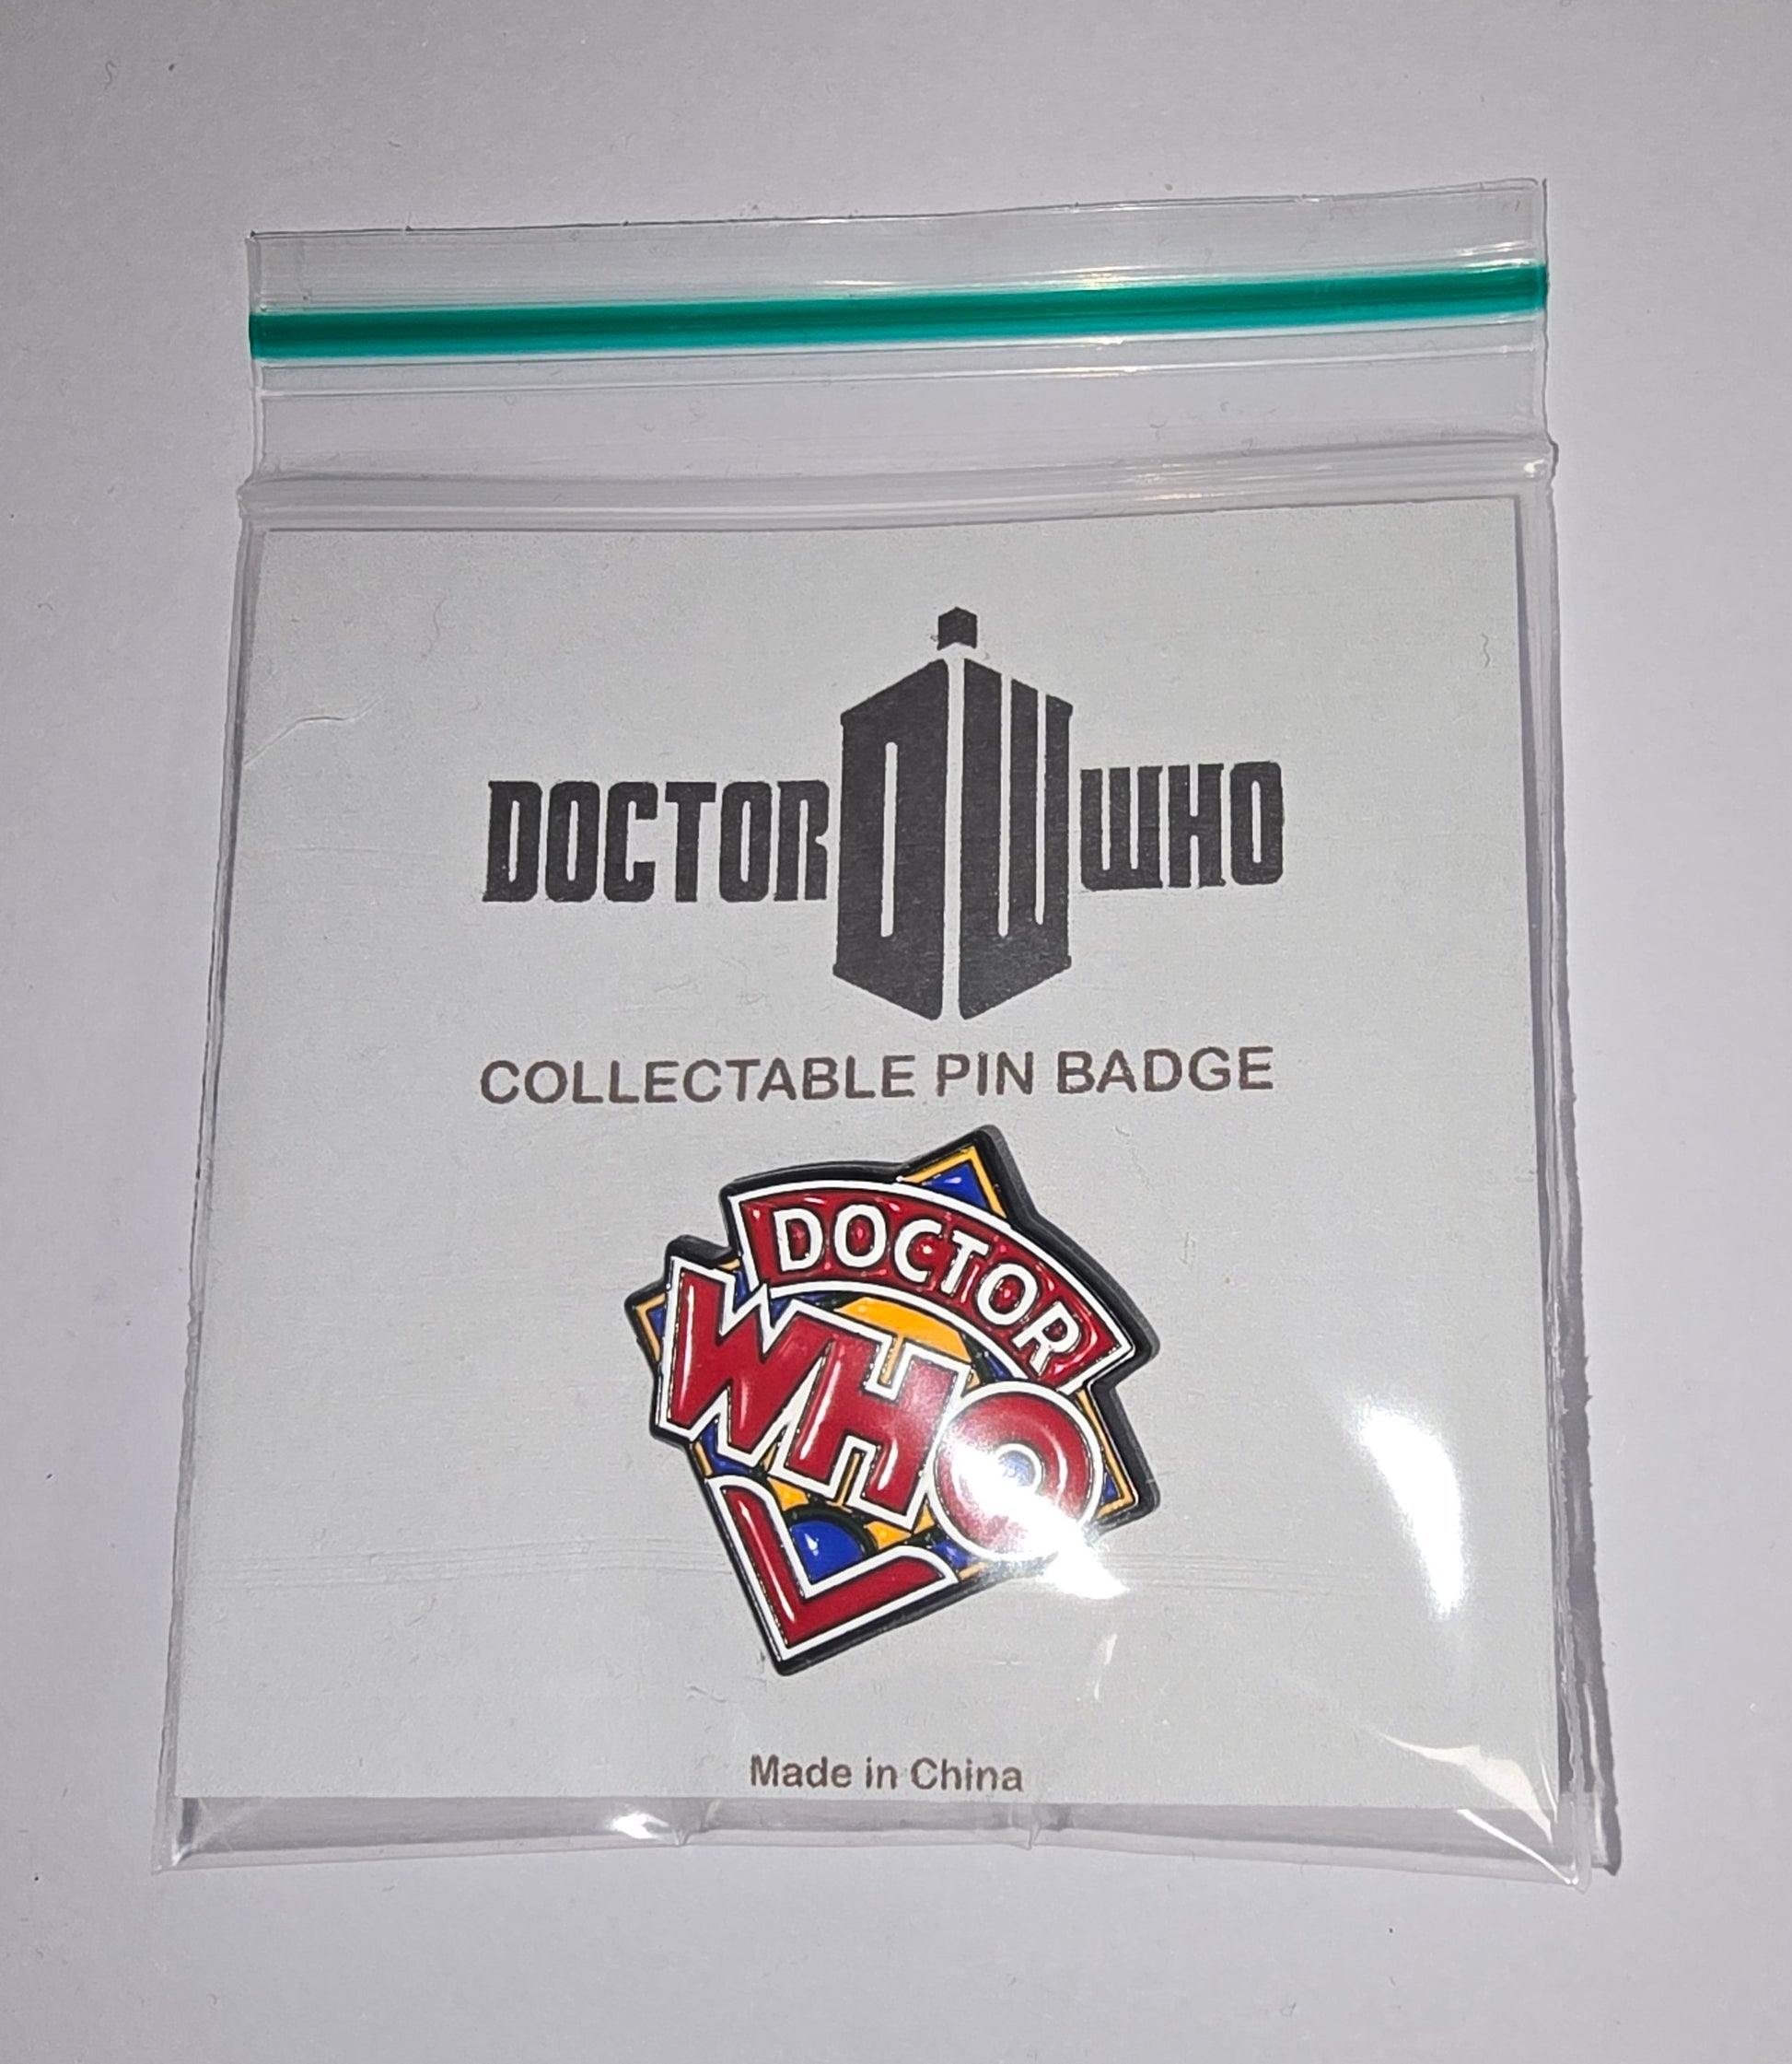 DOCTOR DW WHO
COLLECTABLE PIN BADGE
DOCTOR
WHO
Made in China